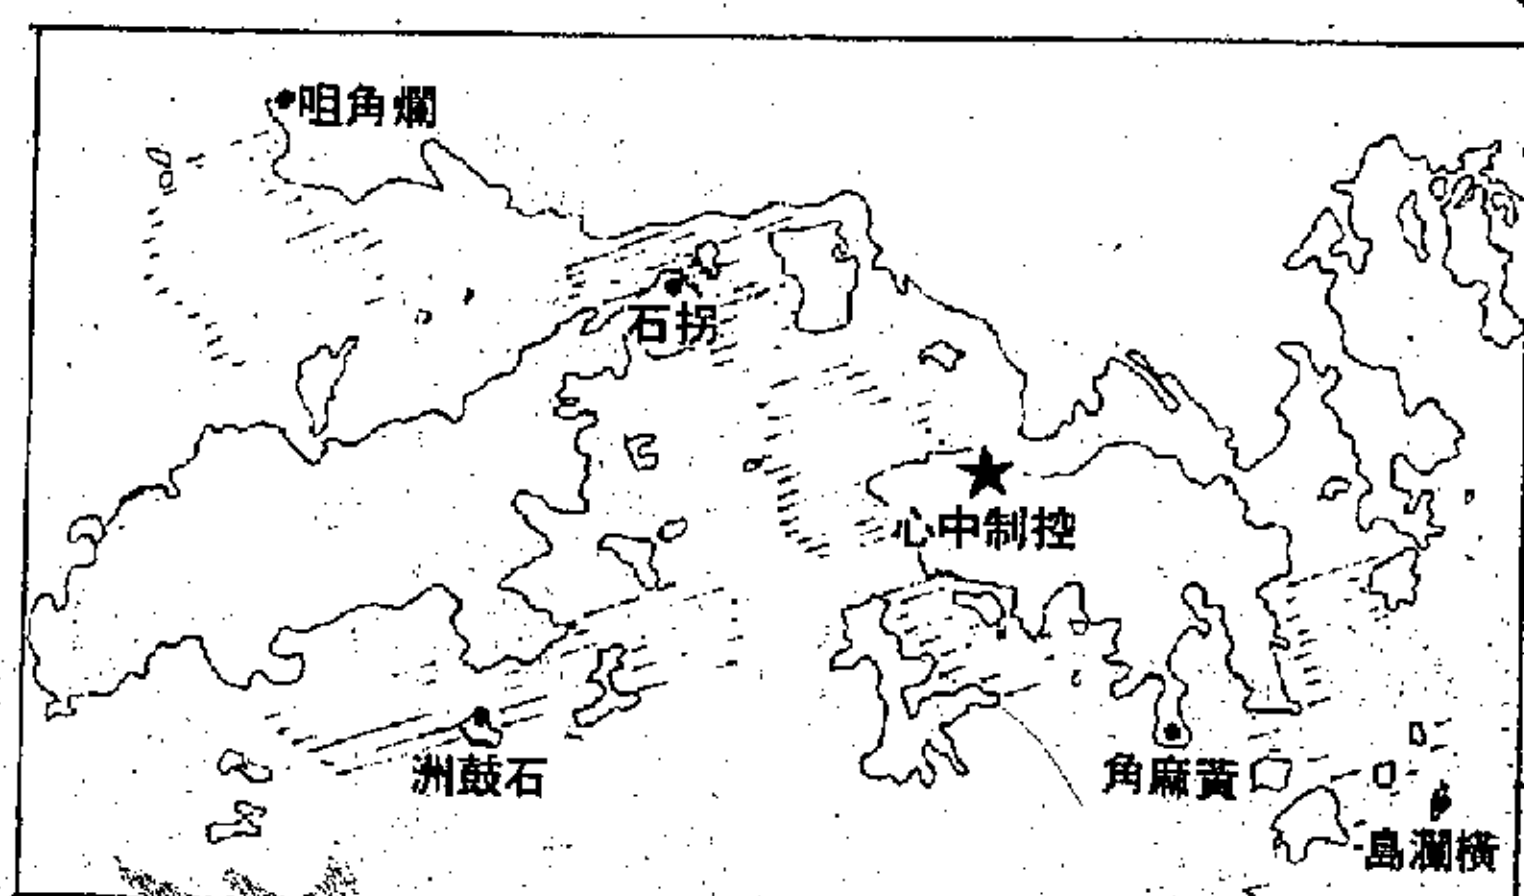 爛角咀
拐石
控制中心
石鼓洲
黃麻角
橫瀾島